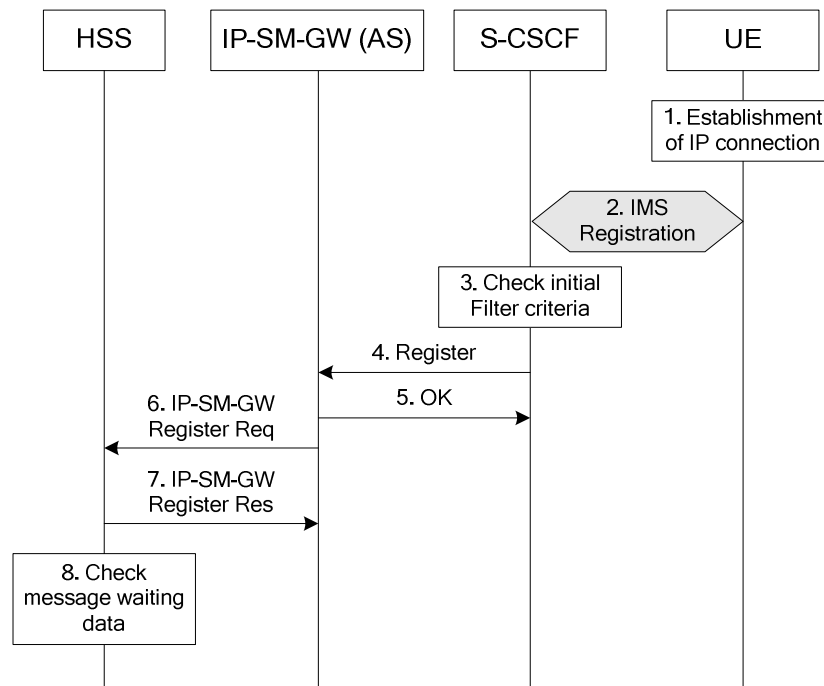 HSS
IP-SM-GW (AS)
S-CSCF
UE
1. Establishment
of IP connection
2. IMS
Registration
3. Check initial
Filter criteria
4. Register
5. OK
6. IP-SM-GW
Register Req
7. IP-SM-GW
Register Res
8. Check
message waiting
data